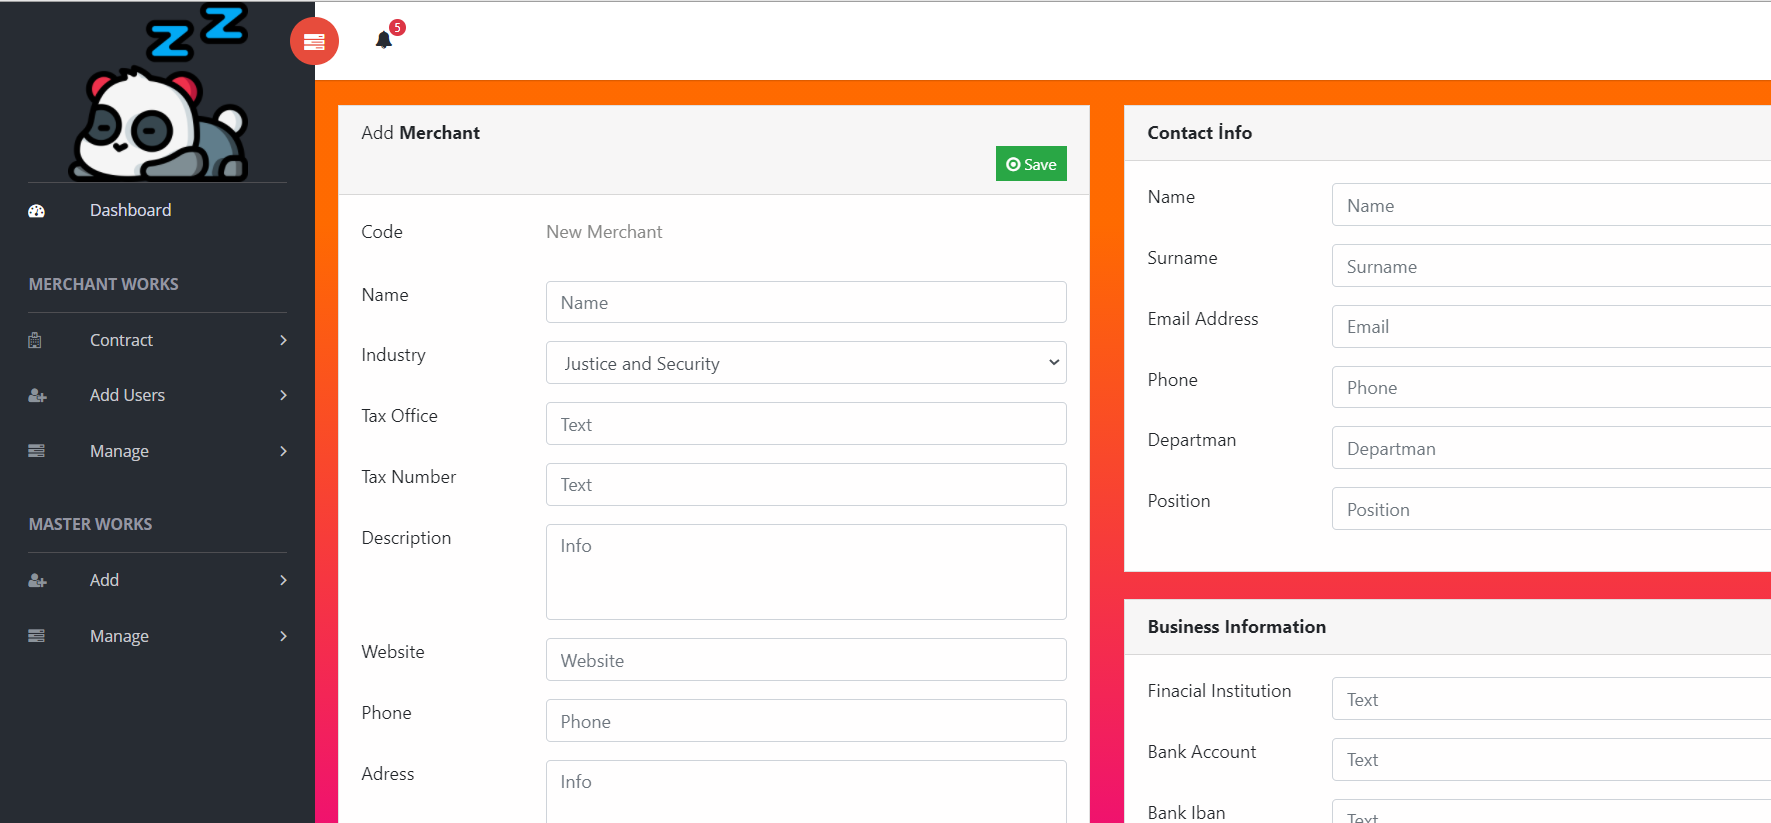 5
Dashboard
MERCHANT WORKS
Contract
Add Users
Manage
MASTER WORKS
Add
Manage
Add Merchant
Save
Code New Merchant
Name Name
Industry Justice and Security
Tax Office Text
Tax Number Text
Description Info
Website Website
Phone Phone
Adress Info
Contact İnfo
Name Name
Surname Surname
Email Address Email
Phone Phone
Departman Departman
Position Position
Business Information
Finacial Institution Text
Bank Account Text
Bank Iban Text